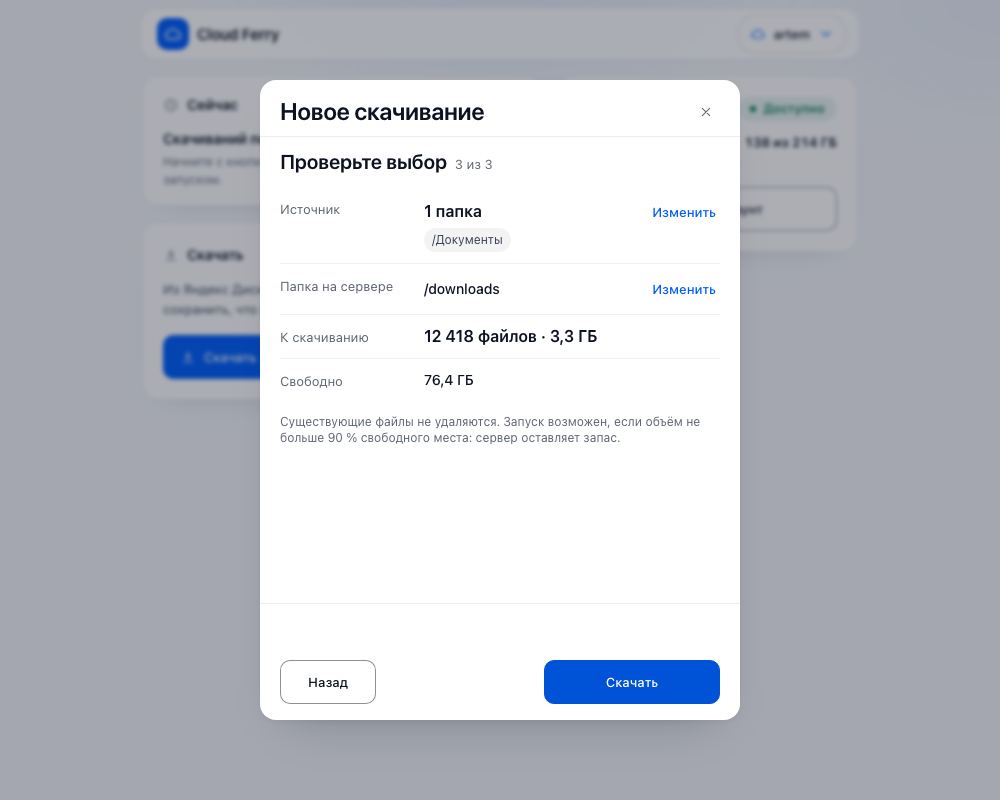 Cloud Ferry
artem
Новое скачивание
Сейчас
Доступно
Проверьте выбор 3 из 3
138 из 214 ГБ
Источник
1 папка
Изменить
/Документы
Скачать
Папка на сервере
/downloads
Изменить
К скачиванию
12 418 файлов · 3,3 ГБ
Скачать
Свободно
76,4 ГБ
Существующие файлы не удаляются. Запуск возможен, если объём не
больше 90 % свободного места: сервер оставляет запас.
Назад
Скачать